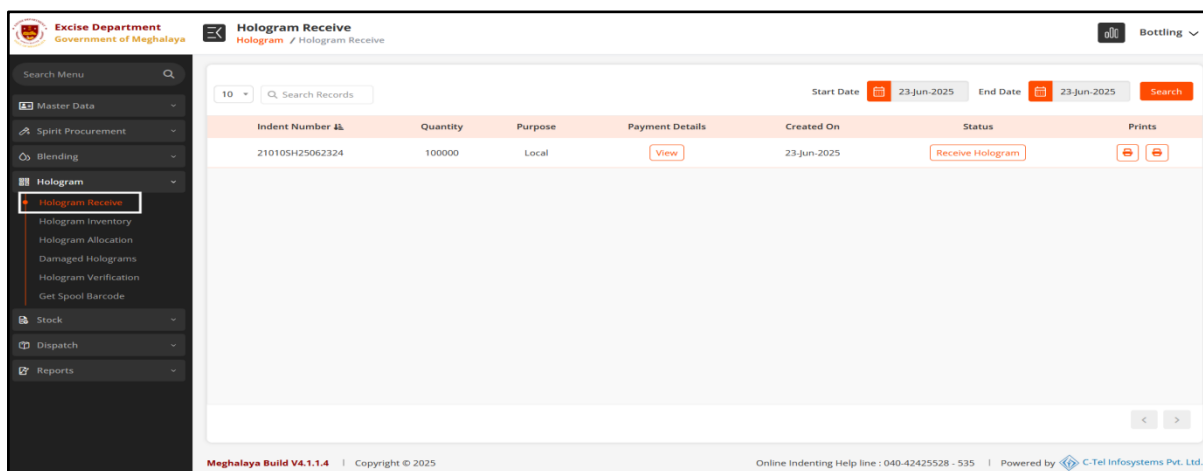 Excise Department
Government of Meghalaya
Hologram Receive
Hologram / Hologram Receive
Bottling
Search Menu
Master Data
Spirit Procurement
Blending
Hologram
Hologram Receive
Hologram Inventory
Hologram Allocation
Damaged Holograms
Hologram Verification
Get Spool Barcode
Stock
Dispatch
Reports
10 Search Records Start Date 23-Jun-2025 End Date 23-Jun-2025 Search
Indent Number Quantity Purpose Payment Details Created On Status Prints
21010SH25062324 100000 Local View 23-Jun-2025 Receive Hologram
< >
Meghalaya Build V4.1.1.4 | Copyright © 2025 Online Indenting Help line : 040-42425528 - 535 | Powered by C-Tel Infosystems Pvt. Ltd.